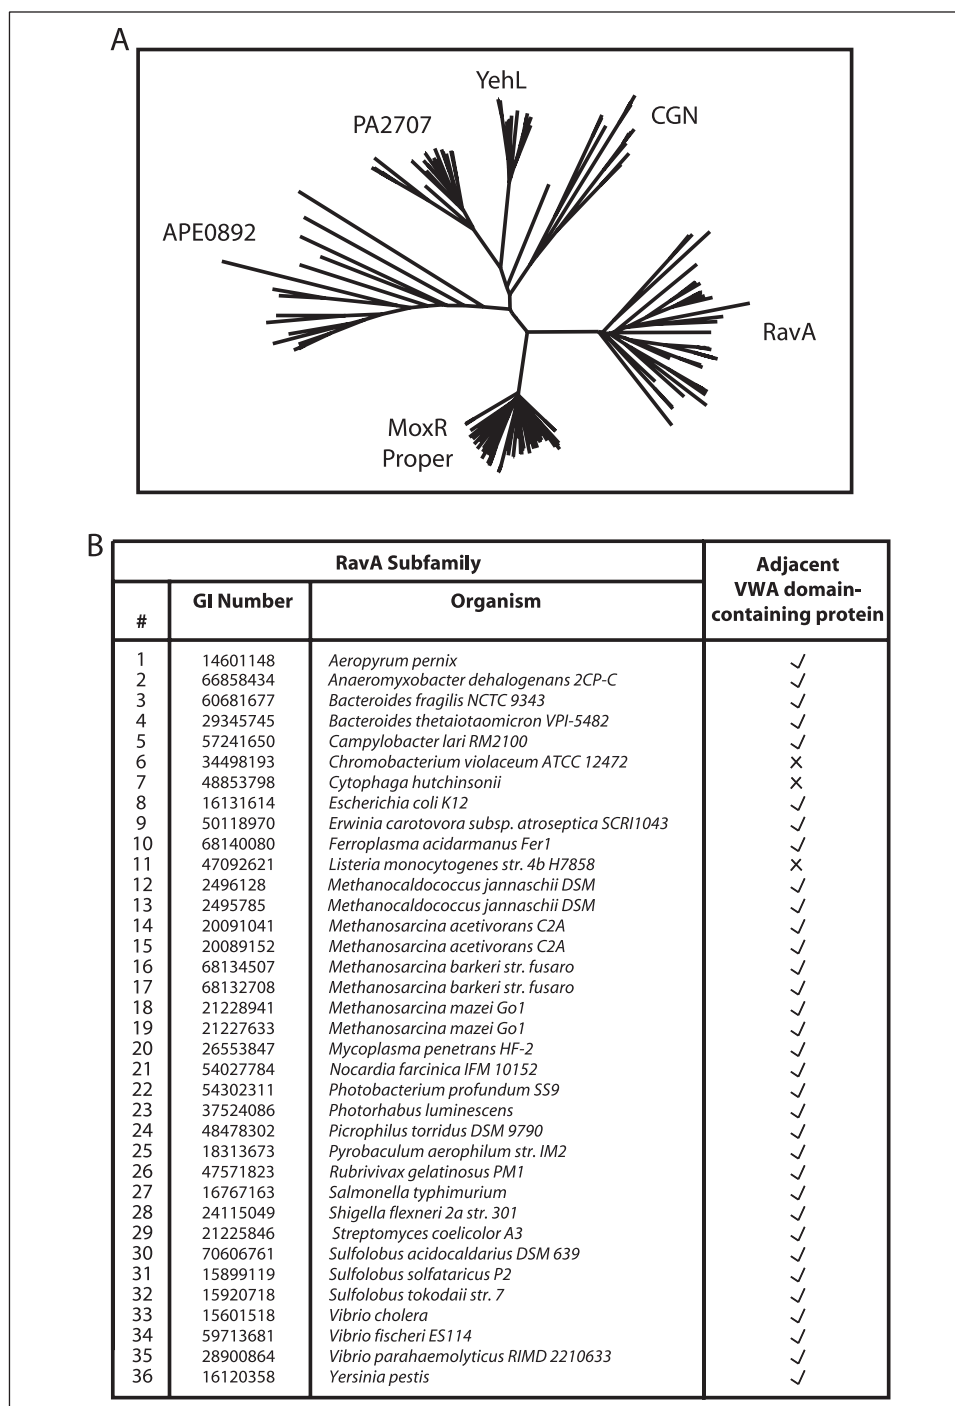 A
YehL
PA2707
CGN
APE0892
RavA
MoxR
Proper
B
RavA Subfamily
Adjacent
VWA domain-
containing protein
# GI Number Organism
1 14601148 Aeropyrum pernix ✓
2 66858434 Anaeromyxobacter dehalogenans 2CP-C ✓
3 60681677 Bacteroides fragilis NCTC 9343 ✓
4 29345745 Bacteroides thetaiotaomicron VPI-5482 ✓
5 57241650 Campylobacter lari RM2100 ✓
6 34498193 Chromobacterium violaceum ATCC 12472 x
7 48853798 Cytophaga hutchinsonii x
8 16131614 Escherichia coli K12 ✓
9 50118970 Erwinia carotovora subsp. atroseptica SCRI1043 ✓
10 68140080 Ferroplasma acidarmanus Fer1 ✓
11 47092621 Listeria monocytogenes str. 4b H7858 x
12 2496128 Methanocaldococcus jannaschii DSM ✓
13 2495785 Methanocaldococcus jannaschii DSM ✓
14 20091041 Methanosarcina acetivorans C2A ✓
15 20089152 Methanosarcina acetivorans C2A ✓
16 68134507 Methanosarcina barkeri str. fusaro ✓
17 68132708 Methanosarcina barkeri str. fusaro ✓
18 21228941 Methanosarcina mazei Go1 ✓
19 21227633 Methanosarcina mazei Go1 ✓
20 26553847 Mycoplasma penetrans HF-2 ✓
21 54027784 Nocardia farcinica IFM 10152 ✓
22 54302311 Photobacterium profundum SS9 ✓
23 37524086 Photorhabus luminescens ✓
24 48478302 Picrophilus torridus DSM 9790 ✓
25 18313673 Pyrobaculum aerophilum str. IM2 ✓
26 47571823 Rubrivivax gelatinosus PM1 ✓
27 16767163 Salmonella typhimurium ✓
28 24115049 Shigella flexneri 2a str. 301 ✓
29 21225846 Streptomyces coelicolor A3 ✓
30 70606761 Sulfolobus acidocaldarius DSM 639 ✓
31 15899119 Sulfolobus solfataricus P2 ✓
32 15920718 Sulfolobus tokodaii str. 7 ✓
33 15601518 Vibrio cholera ✓
34 59713681 Vibrio fischeri ES114 ✓
35 28900864 Vibrio parahaemolyticus RIMD 2210633 ✓
36 16120358 Yersinia pestis ✓